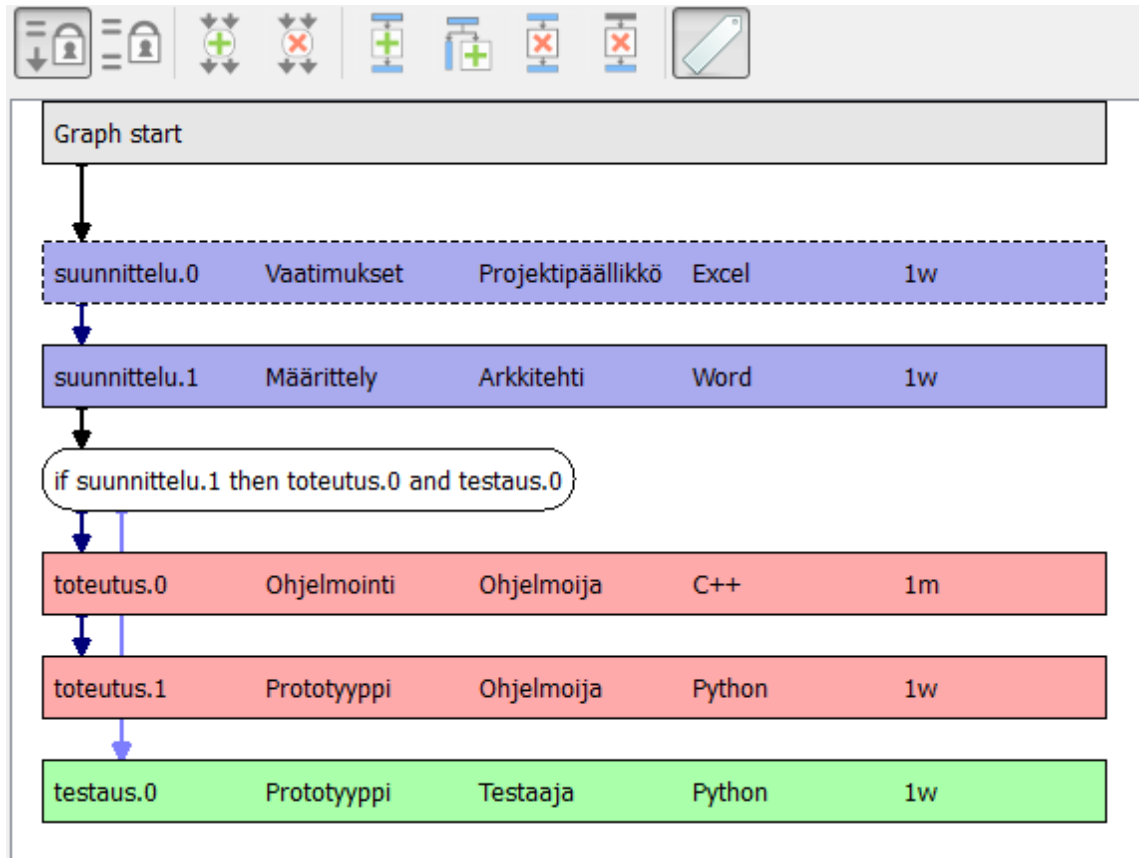 Graph start
suunnittelu.0 Vaatimukset Projektipäällikkö Excel 1w
suunnittelu.1 Määrittely Arkkitehti Word 1w
if suunnittelu.1 then toteutus.0 and testaus.0
toteutus.0 Ohjelmointi Ohjelmoija C++ 1m
toteutus.1 Prototyyppi Ohjelmoija Python 1w
testaus.0 Prototyyppi Testaaja Python 1w